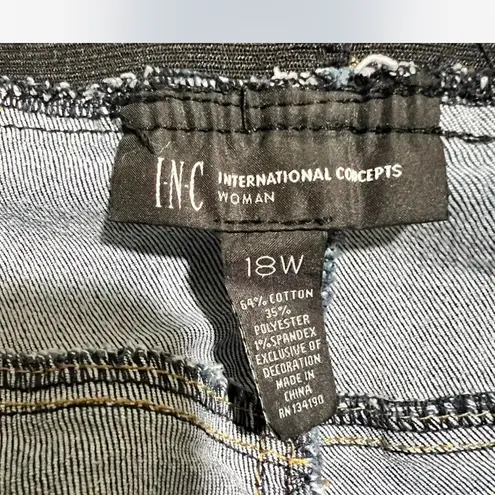 I·N·C INTERNATIONAL CONCEPTS
WOMAN
18W
64% COTTON
35%
POLYESTER
1% SPANDEX
EXCLUSIVE OF
DECORATION
MADE IN
CHINA
RN 134190